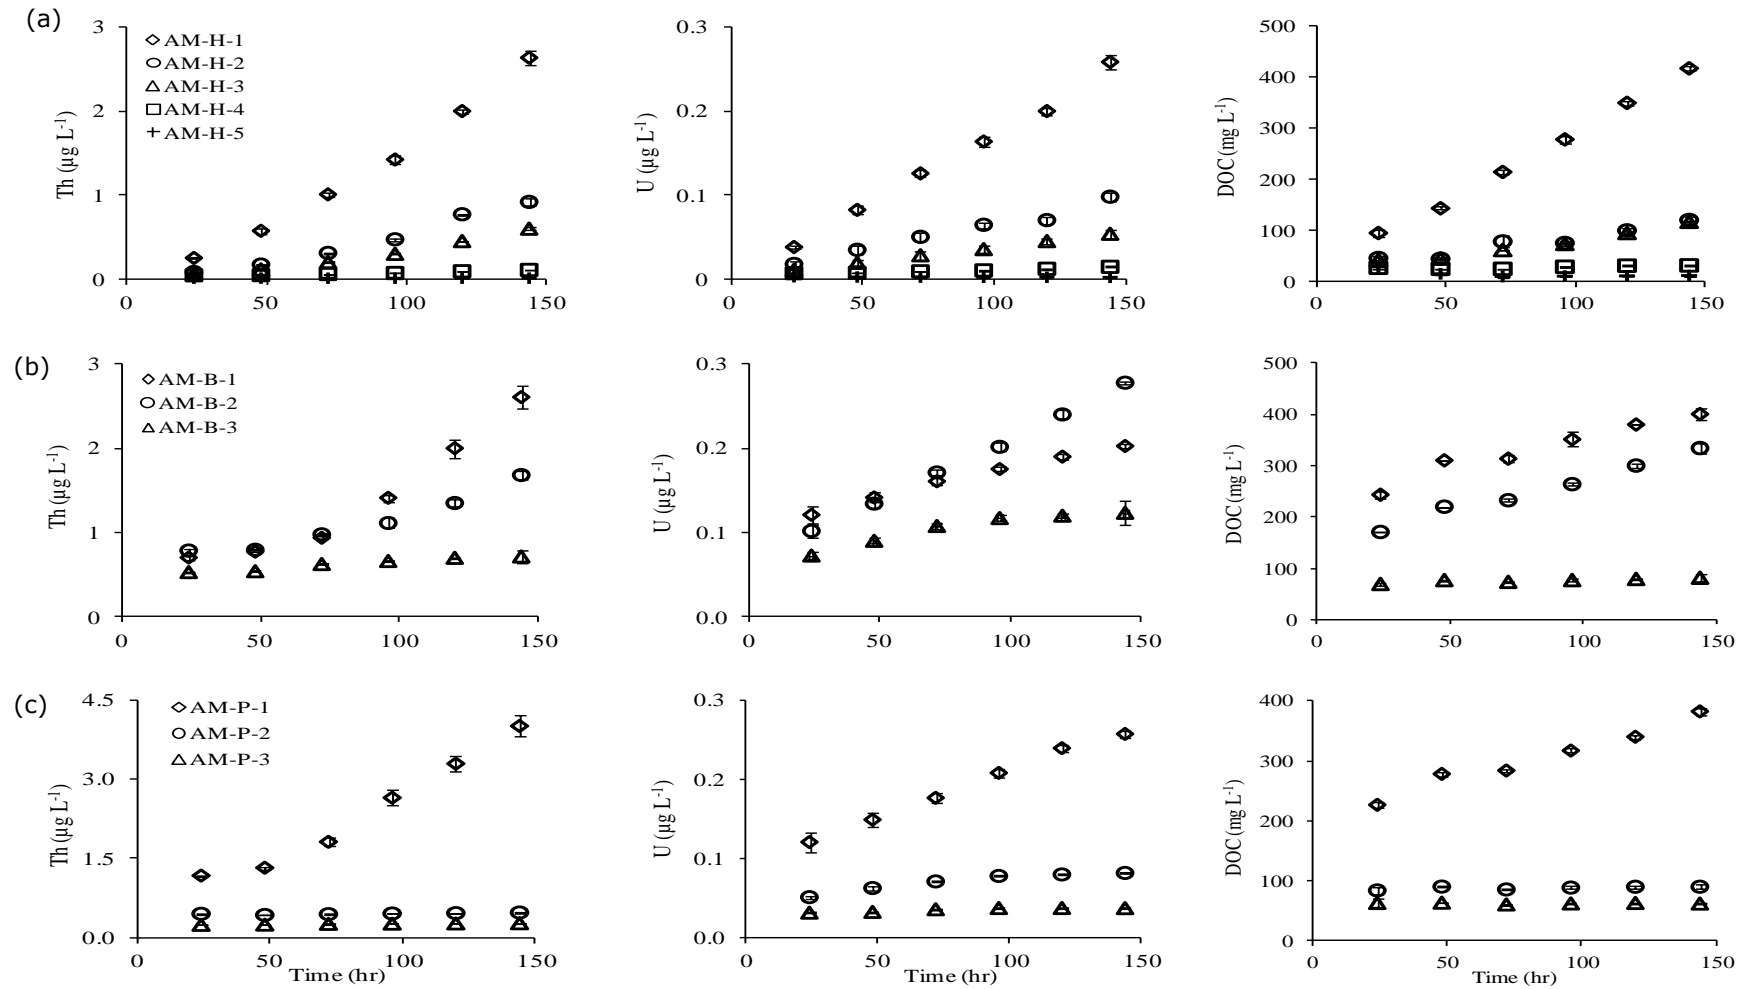 (a)
Th (µg L-1)
3
2
1
0
0 50 100 150
AM-H-1
AM-H-2
AM-H-3
AM-H-4
AM-H-5
U (µg L-1)
0.3
0.2
0.1
0
0 50 100 150
DOC (mg L-1)
500
400
300
200
100
0
0 50 100 150
(b)
Th (µg L-1)
3
2
1
0
0 50 100 150
AM-B-1
AM-B-2
AM-B-3
U (µg L-1)
0.3
0.2
0.1
0.0
0 50 100 150
DOC (mg L-1)
500
400
300
200
100
0
0 50 100 150
(c)
Th (µg L-1)
4.5
3.0
1.5
0.0
0 50 100 150
Time (hr)
AM-P-1
AM-P-2
AM-P-3
U (µg L-1)
0.3
0.2
0.1
0.0
0 50 100 150
Time (hr)
DOC (mg L-1)
400
300
200
100
0
0 50 100 150
Time (hr)